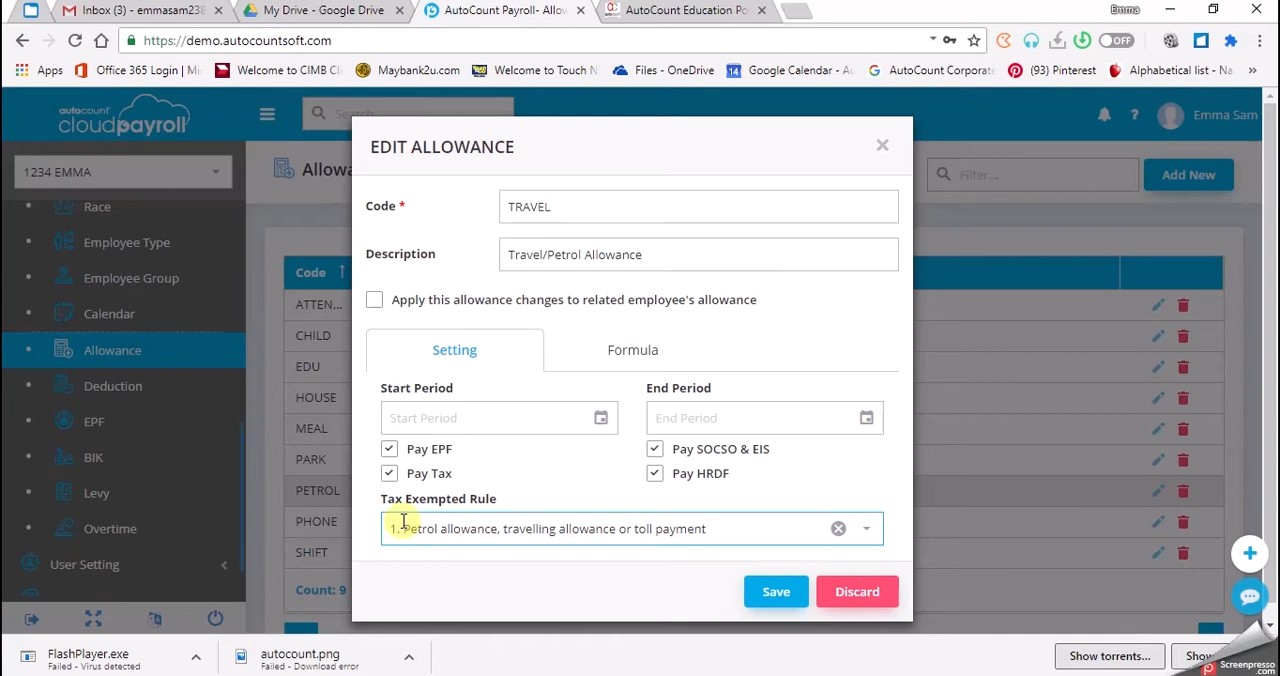 Inbox (3) - emmasam238
My Drive - Google Drive
AutoCount Payroll- Allow
AutoCount Education Po
Emma
https://demo.autocountsoft.com
OFF
Apps
Office 365 Login | Mi
Welcome to CIMB Cli
Maybank2u.com
Welcome to Touch N
Files - OneDrive
14
Google Calendar - Au
AutoCount Corporate
(93) Pinterest
Alphabetical list - Na
autocount
cloudpayroll
Search
Emma Sam
1234 EMMA
Allowa
Filter...
Add New
Race
Employee Type
Employee Group
Calendar
Allowance
Deduction
EPF
BIK
Levy
Overtime
User Setting
Code
ATTEN...
CHILD
EDU
HOUSE
MEAL
PARK
PETROL
PHONE
SHIFT
Count: 9
EDIT ALLOWANCE
Code *
TRAVEL
Description
Travel/Petrol Allowance
Apply this allowance changes to related employee's allowance
Setting
Formula
Start Period
End Period
Start Period
End Period
Pay EPF
Pay SOCSO & EIS
Pay Tax
Pay HRDF
Tax Exempted Rule
1. Petrol allowance, travelling allowance or toll payment
Save
Discard
FlashPlayer.exe
Failed - Virus detected
autocount.png
Failed - Download error
Show torrents...
Show
Screenpresso
.com